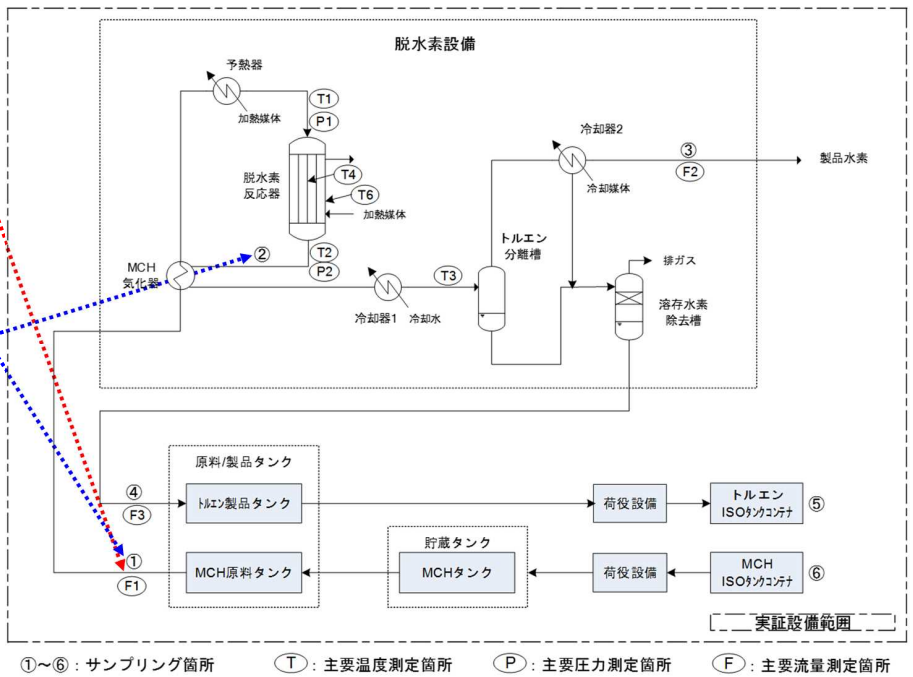 脱水素設備
予熱器
加熱媒体
T1
P1
脱水素
反応器
T4
T6
加熱媒体
冷却器2
冷却媒体
③
F2
製品水素
②
T2
P2
MCH
気化器
冷却器1
冷却水
T3
トルエン
分離槽
排ガス
溶存水素
除去槽
原料/製品タンク
④
F3
トルエン製品タンク
荷役設備
トルエン
ISOタンクコンテナ
⑤
貯蔵タンク
①
F1
MCH原料タンク
MCHタンク
荷役設備
MCH
ISOタンクコンテナ
⑥
実証設備範囲
①～⑥：サンプリング箇所
T：主要温度測定箇所
P：主要圧力測定箇所
F：主要流量測定箇所